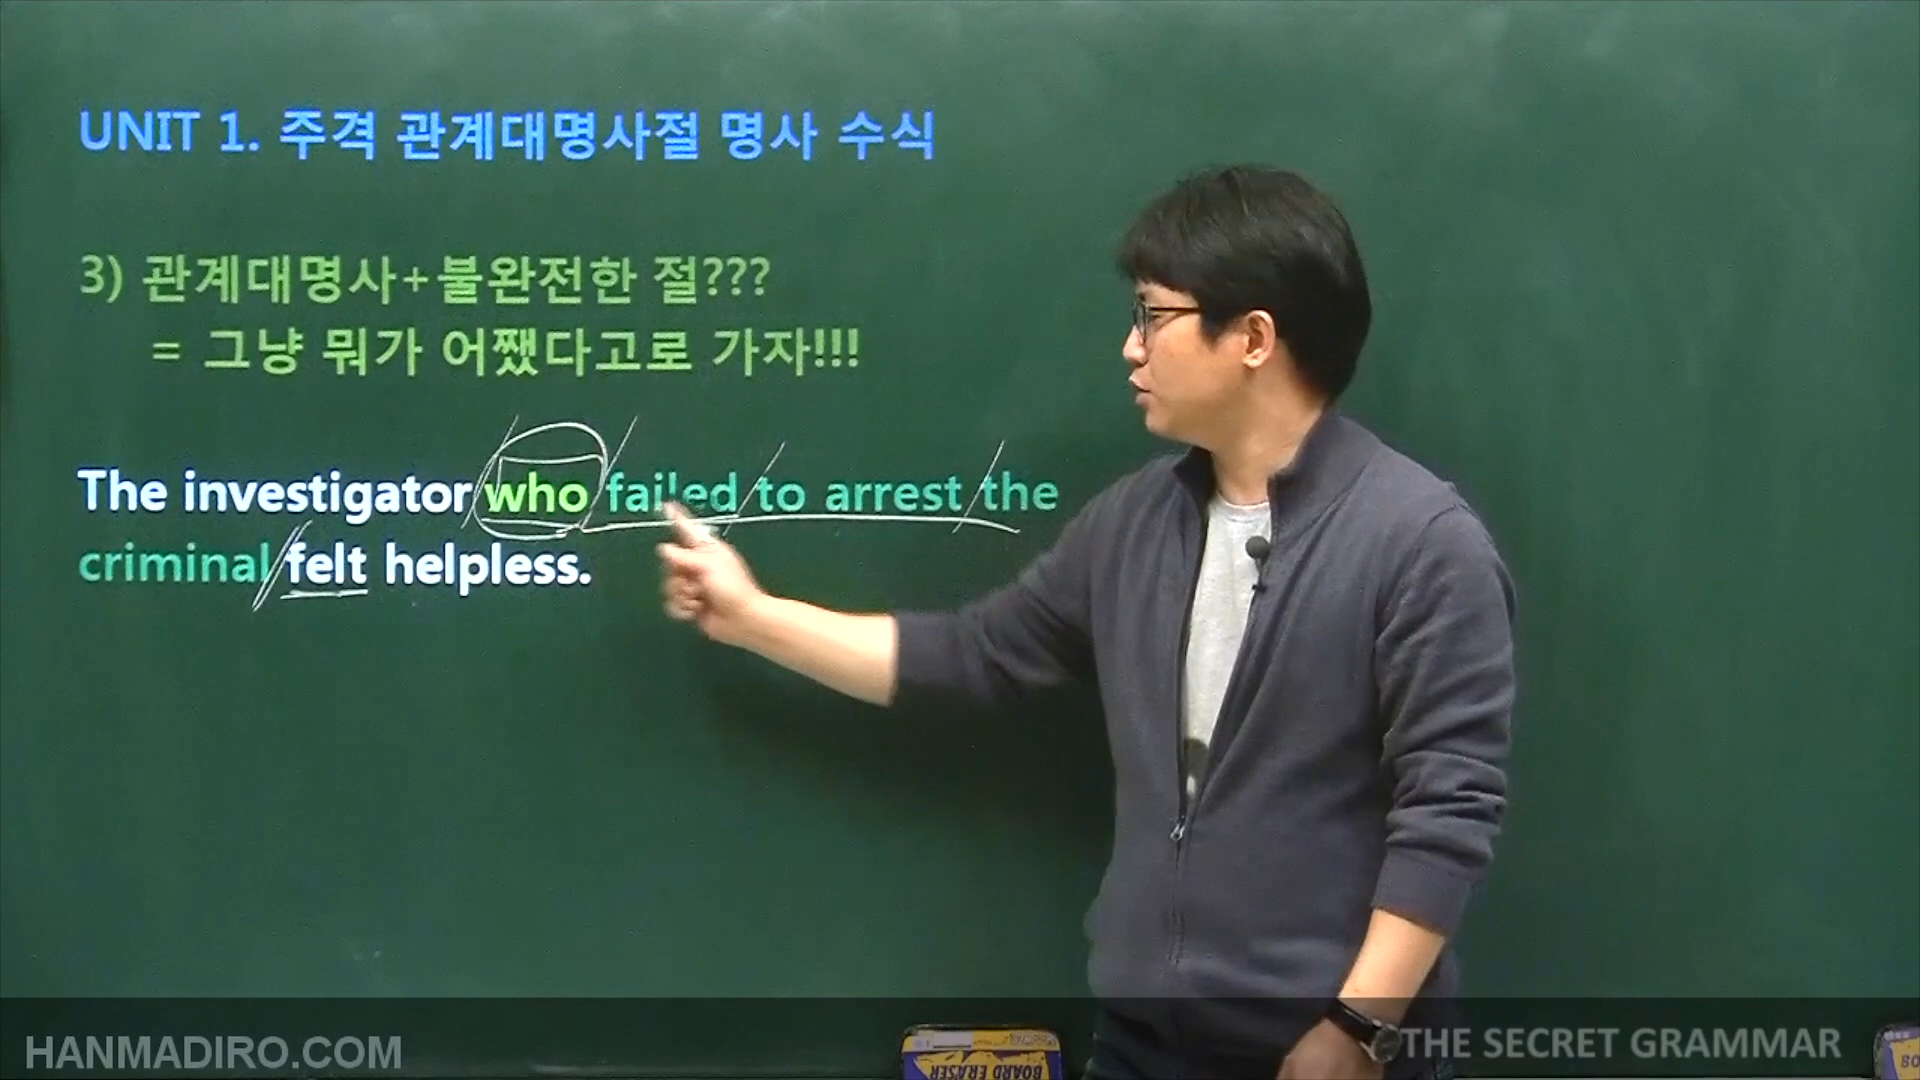 UNIT 1. 주격 관계대명사절 명사 수식
3) 관계대명사+불완전한 절???
= 그냥 뭐가 어쨌다고로 가자!!!
The investigator who failed to arrest the
criminal felt helpless.
HANMADIRO.COM
BOARD ERASER
THE SECRET GRAMMAR
BO